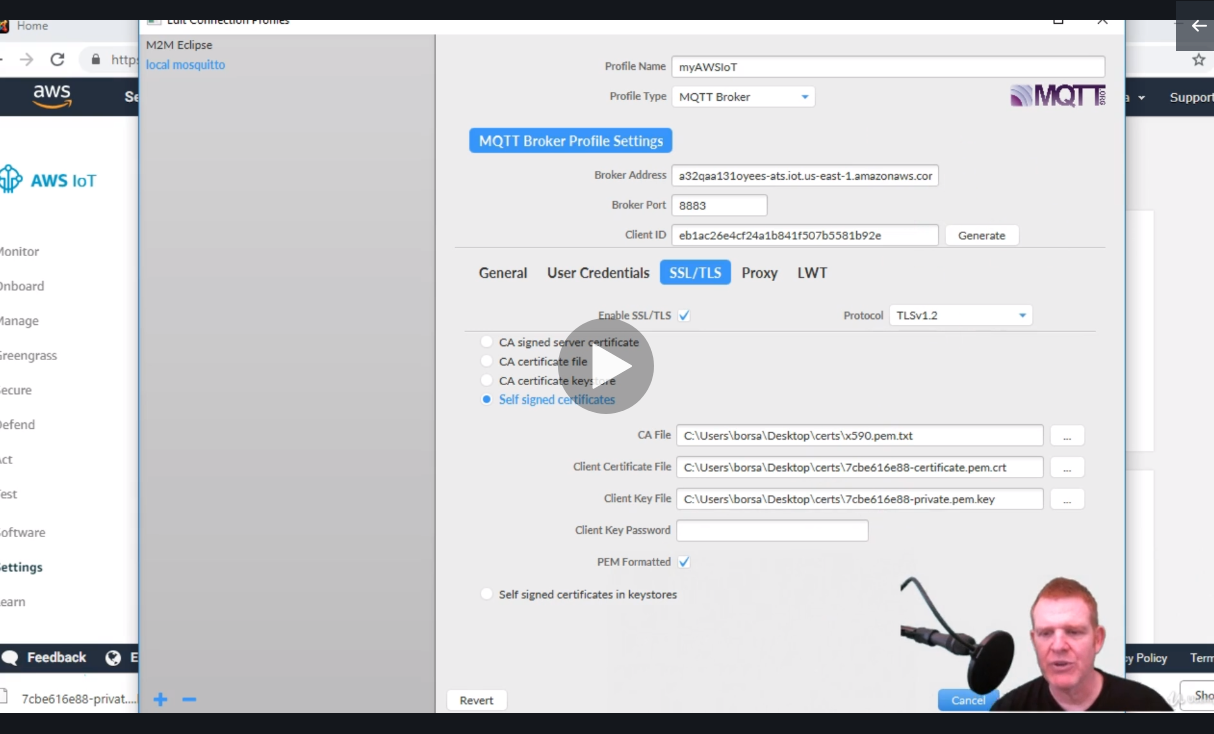 Home
Edit Connection Profiles
M2M Eclipse
local mosquitto
http
aws
Se
Support
AWS IoT
Monitor
Onboard
Manage
Greengrass
Secure
Defend
Act
Test
Software
Settings
Learn
Feedback
E
7cbe616e88-privat....
Profile Name myAWSIoT
Profile Type MQTT Broker
MQTT
ORG
MQTT Broker Profile Settings
Broker Address a32qaa131oyees-ats.iot.us-east-1.amazonaws.cor
Broker Port 8883
Client ID eb1ac26e4cf24a1b841f507b5581b92e Generate
General User Credentials SSL/TLS Proxy LWT
Enable SSL/TLS Protocol TLSv1.2
CA signed server certificate
CA certificate file
CA certificate keystore
Self signed certificates
CA File C:\Users\borsa\Desktop\certs\x590.pem.txt ...
Client Certificate File C:\Users\borsa\Desktop\certs\7cbe616e88-certificate.pem.crt ...
Client Key File C:\Users\borsa\Desktop\certs\7cbe616e88-private.pem.key ...
Client Key Password
PEM Formatted
Self signed certificates in keystores
Revert Cancel
cy Policy Term
Sho